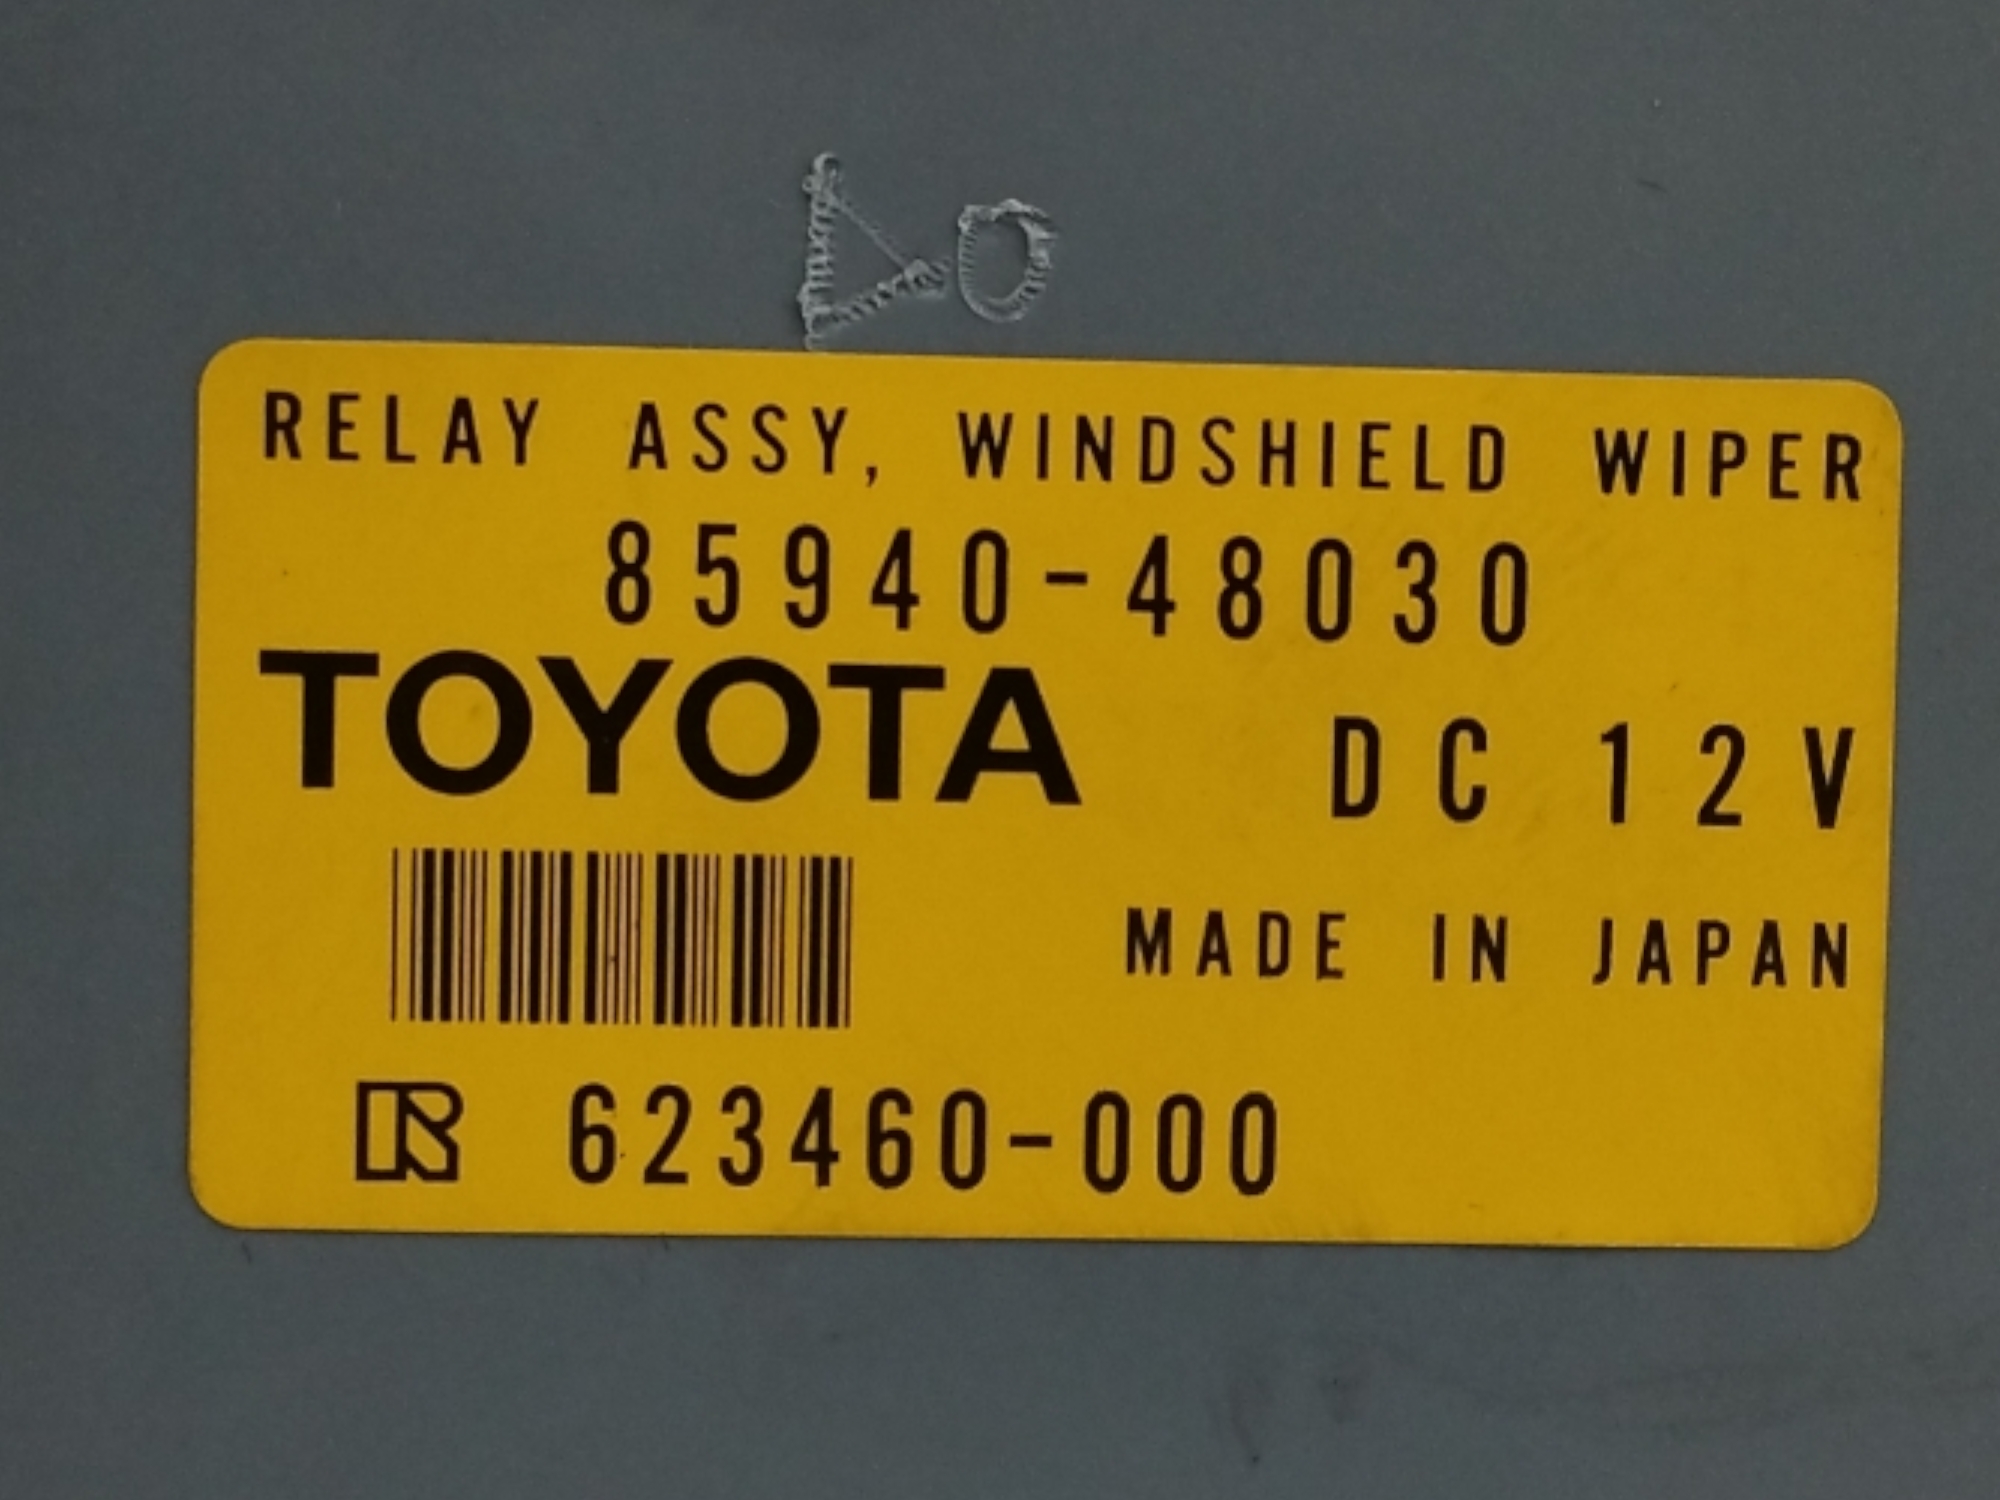 RELAY ASSY, WINDSHIELD WIPER
85940-48030
TOYOTA DC 12V
MADE IN JAPAN
R 623460-000